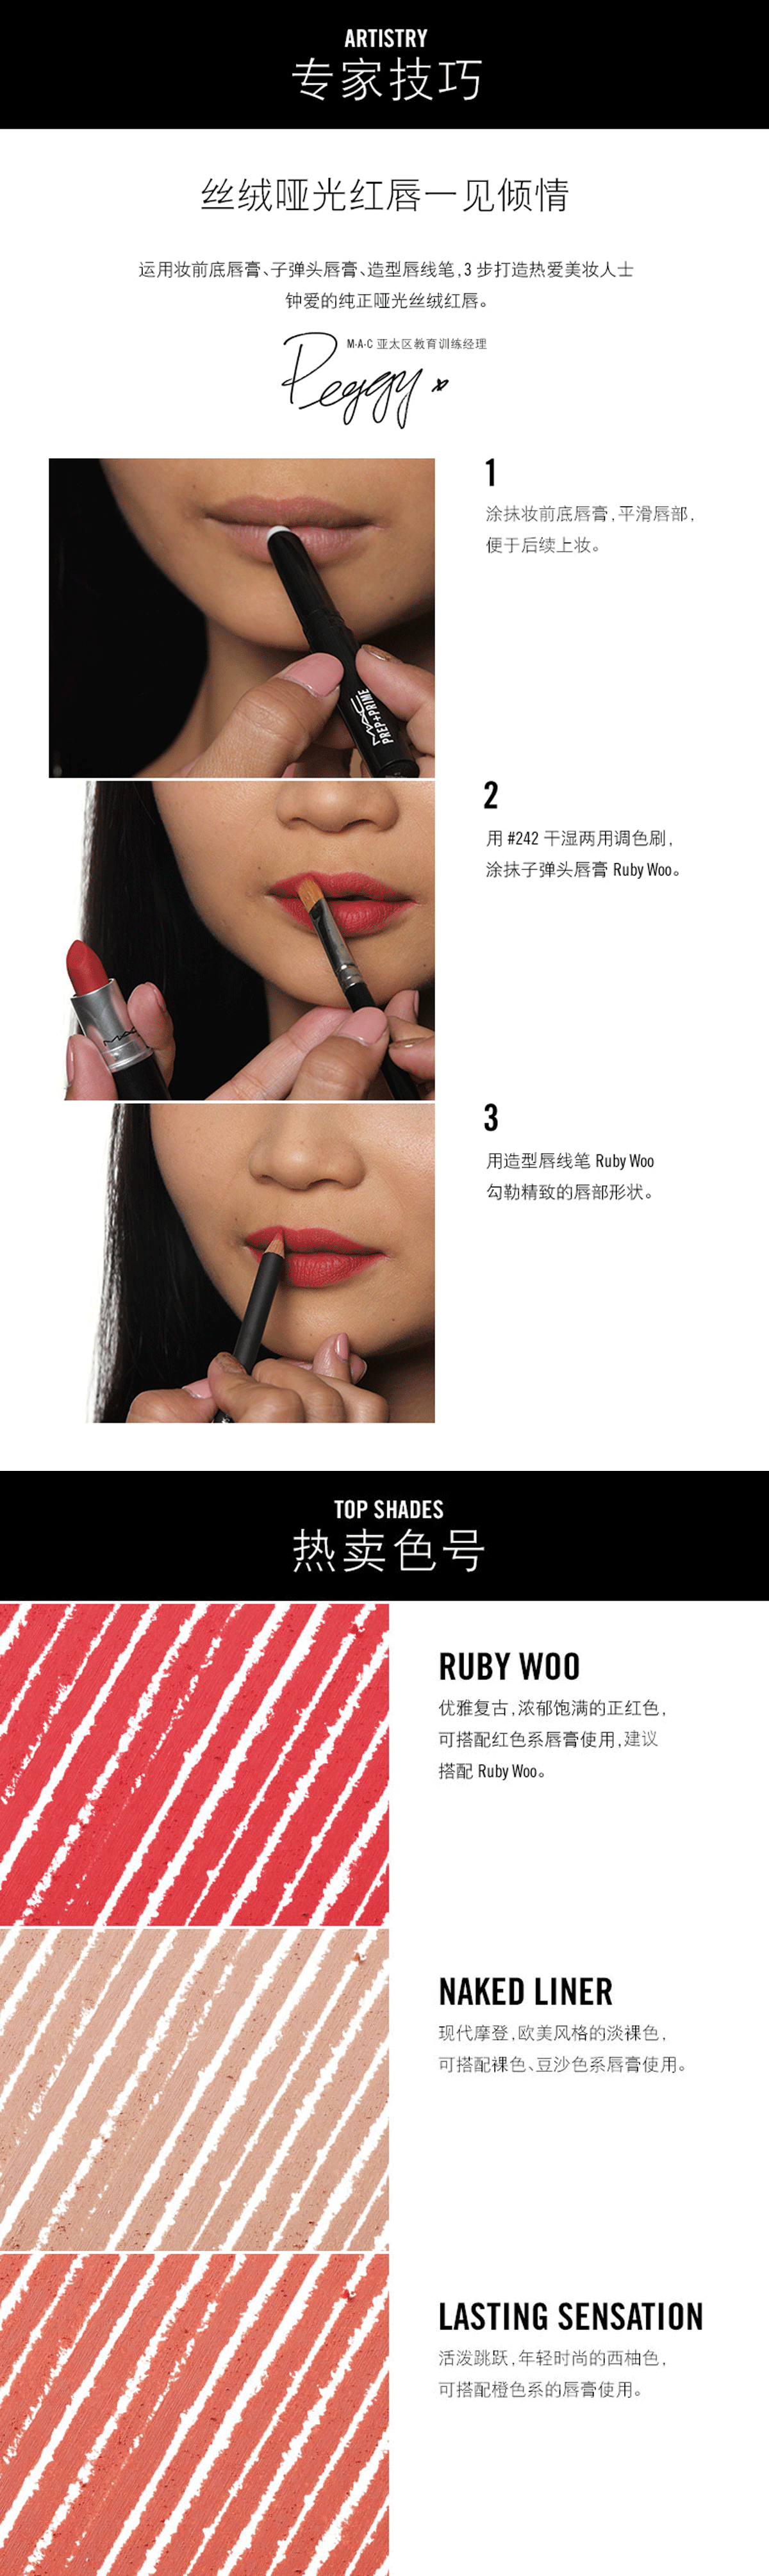 ARTISTRY
专家技巧
丝绒哑光红唇一见倾情
运用妆前底唇膏、子弹头唇膏、造型唇线笔,3 步打造热爱美妆人士
钟爱的纯正哑光丝绒红唇。
M·A·C 亚太区教育训练经理
Peggy x
1
涂抹妆前底唇膏,平滑唇部,
便于后续上妆。
MAC
PREP+PRIME
2
用 #242 干湿两用调色刷,
涂抹子弹头唇膏 Ruby Woo。
MAC
3
用造型唇线笔 Ruby Woo
勾勒精致的唇部形状。
TOP SHADES
热卖色号
RUBY WOO
优雅复古,浓郁饱满的正红色,
可搭配红色系唇膏使用,建议
搭配 Ruby Woo。
NAKED LINER
现代摩登,欧美风格的淡裸色,
可搭配裸色、豆沙色系唇膏使用。
LASTING SENSATION
活泼跳跃,年轻时尚的西柚色,
可搭配橙色系的唇膏使用。